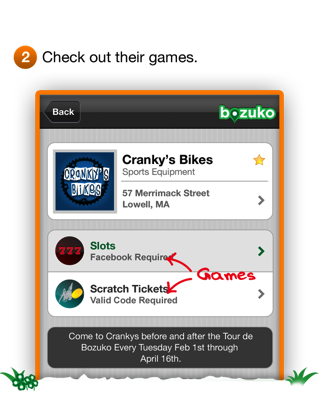 2 Check out their games.
Back
bozuko
CRANKY'S
BIKES
Cranky's Bikes
Sports Equipment
57 Merrimack Street
Lowell, MA
777
Slots
Facebook Required
Games
Scratch Tickets
Valid Code Required
Come to Crankys before and after the Tour de
Bozuko Every Tuesday Feb 1st through
April 16th.